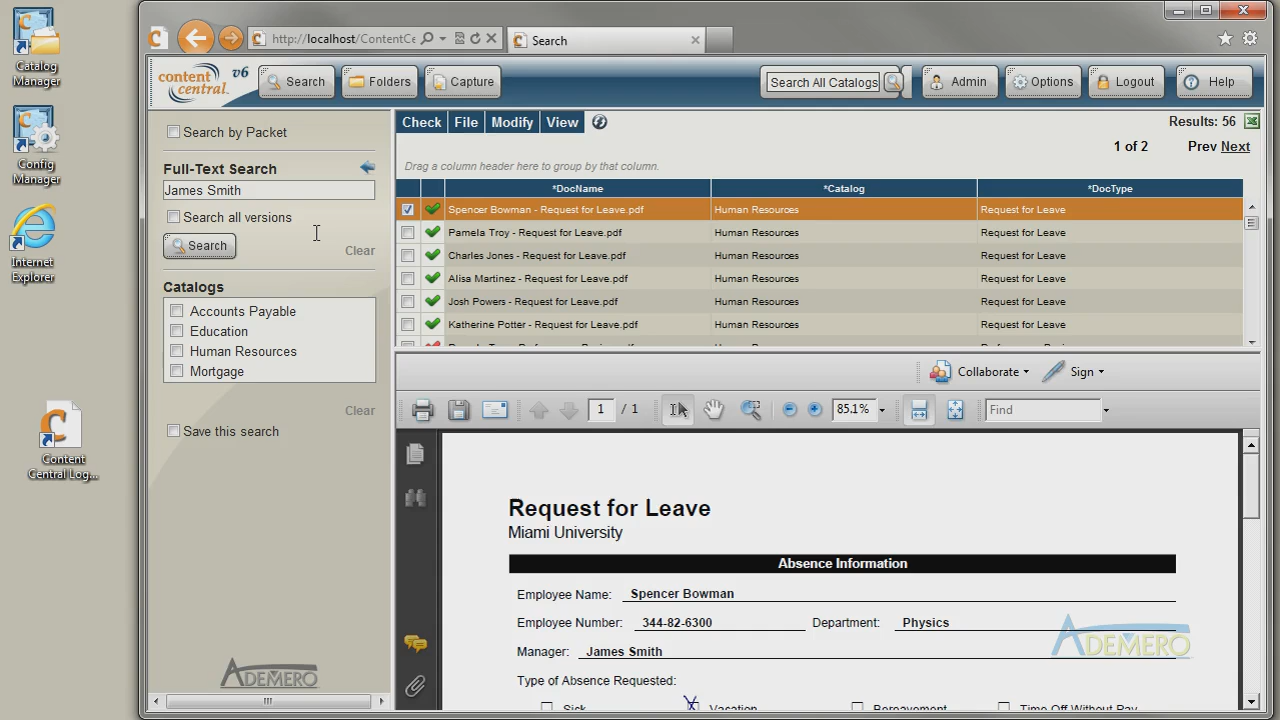 Catalog
Manager
Config
Manager
Internet
Explorer
Content
Central Log...
http://localhost/ContentCe
Search
content
central. v6
Search
Folders
Capture
Search All Catalogs
Admin
Options
Logout
Help
Search by Packet
Full-Text Search
James Smith
Search all versions
Search
Clear
Catalogs
Accounts Payable
Education
Human Resources
Mortgage
Clear
Save this search
ADEMERO
Check File Modify View
Results: 56
1 of 2 Prev Next
Drag a column header here to group by that column.
*DocName *Catalog *DocType
Spencer Bowman - Request for Leave.pdf Human Resources Request for Leave
Pamela Troy - Request for Leave.pdf Human Resources Request for Leave
Charles Jones - Request for Leave.pdf Human Resources Request for Leave
Alisa Martinez - Request for Leave.pdf Human Resources Request for Leave
Josh Powers - Request for Leave.pdf Human Resources Request for Leave
Katherine Potter - Request for Leave.pdf Human Resources Request for Leave
Collaborate Sign
1 / 1 85.1% Find
Request for Leave
Miami University
Absence Information
Employee Name: Spencer Bowman
Employee Number: 344-82-6300 Department: Physics
Manager: James Smith
ADEMERO
Type of Absence Requested:
Sick Vacation Bereavement Time Off Without Pay